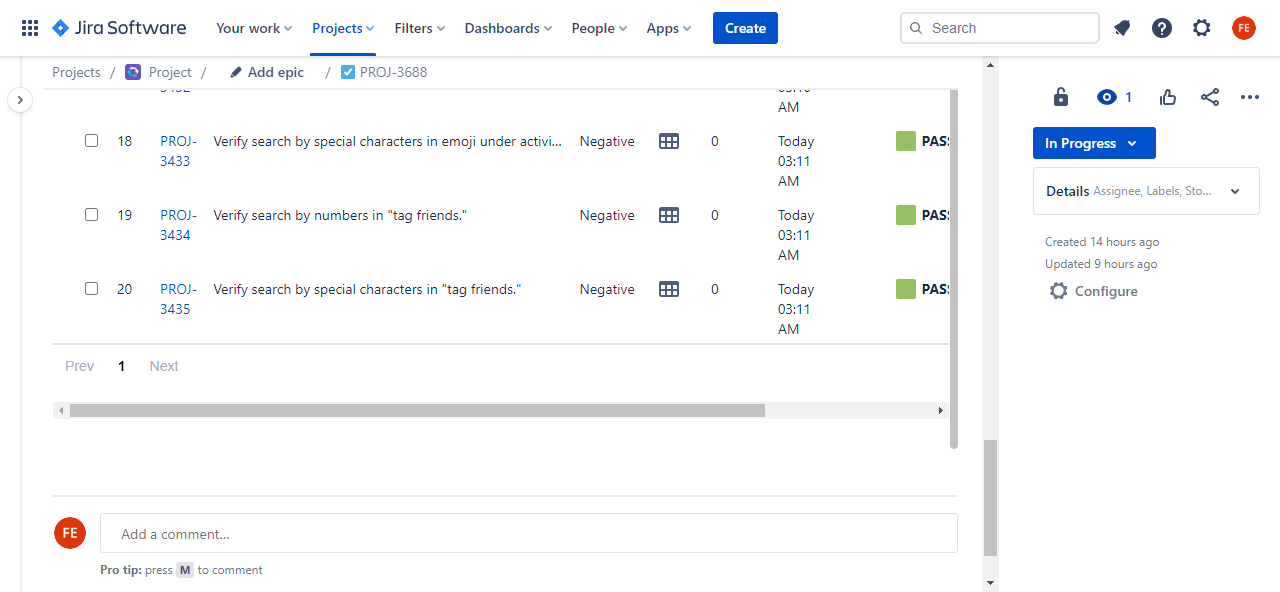 Jira Software Your work Projects Filters Dashboards People Apps Create Search FE
Projects / Project / Add epic / PROJ-3688
1
AM
18 PROJ-3433 Verify search by special characters in emoji under activi... Negative 0 Today 03:11 AM PAS
19 PROJ-3434 Verify search by numbers in "tag friends." Negative 0 Today 03:11 AM PAS
20 PROJ-3435 Verify search by special characters in "tag friends." Negative 0 Today 03:11 AM PAS
Prev 1 Next
In Progress
Details Assignee, Labels, Sto...
Created 14 hours ago
Updated 9 hours ago
Configure
FE Add a comment...
Pro tip: press M to comment